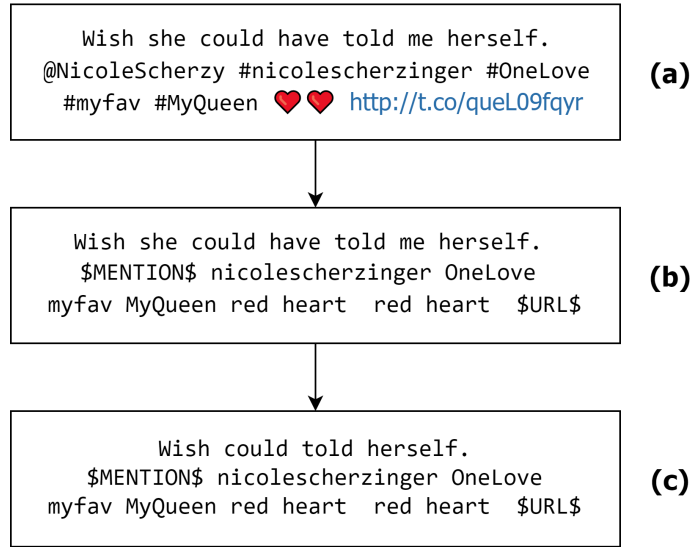 Wish she could have told me herself.
@NicoleScherzy #nicolescherzinger #OneLove
#myfav #MyQueen ❤️❤️ http://t.co/queL09fqyr
(a)
Wish she could have told me herself.
$MENTION$ nicolescherzinger OneLove
myfav MyQueen red heart  red heart  $URL$
(b)
Wish could told herself.
$MENTION$ nicolescherzinger OneLove
myfav MyQueen red heart  red heart  $URL$
(c)